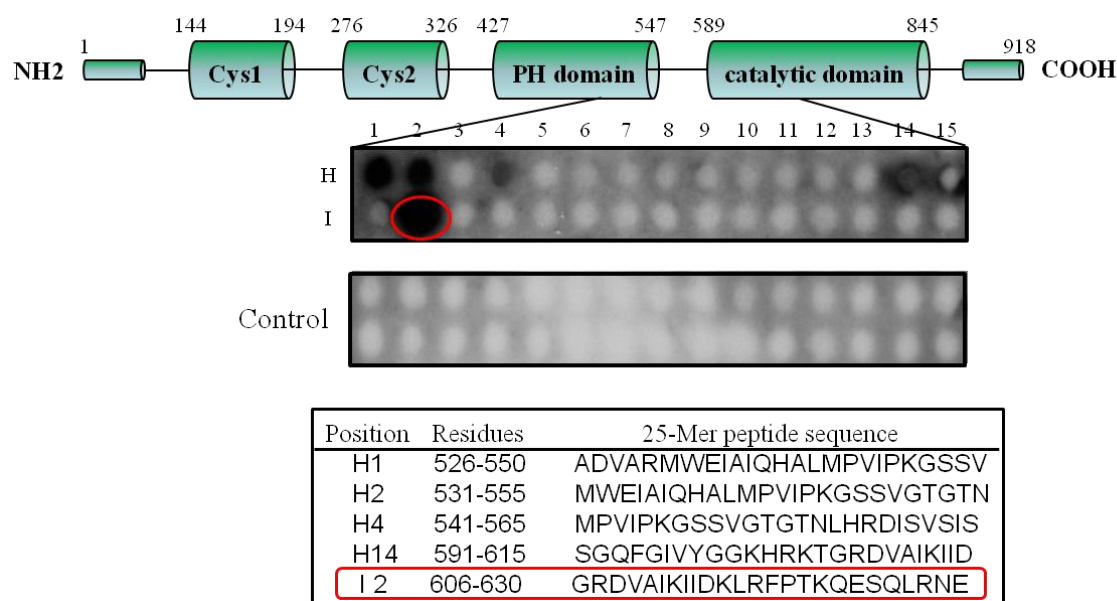 144 194 276 326 427 547 589 845
1 918
NH2 Cys1 Cys2 PH domain catalytic domain COOH
1 2 3 4 5 6 7 8 9 10 11 12 13 14 15
H
I
Control
Position Residues 25-Mer peptide sequence
H1 526-550 ADVARMWEIAIQHALMPVIPKGSSV
H2 531-555 MWEIAIQHALMPVIPKGSSVGTGTN
H4 541-565 MPVIPKGSSVGTGTNLHRDISVSIS
H14 591-615 SGQFGIVYGGKHRKTGRDVAIKIID
I 2 606-630 GRDVAIKIIDKLRFPTKQESQLRNE